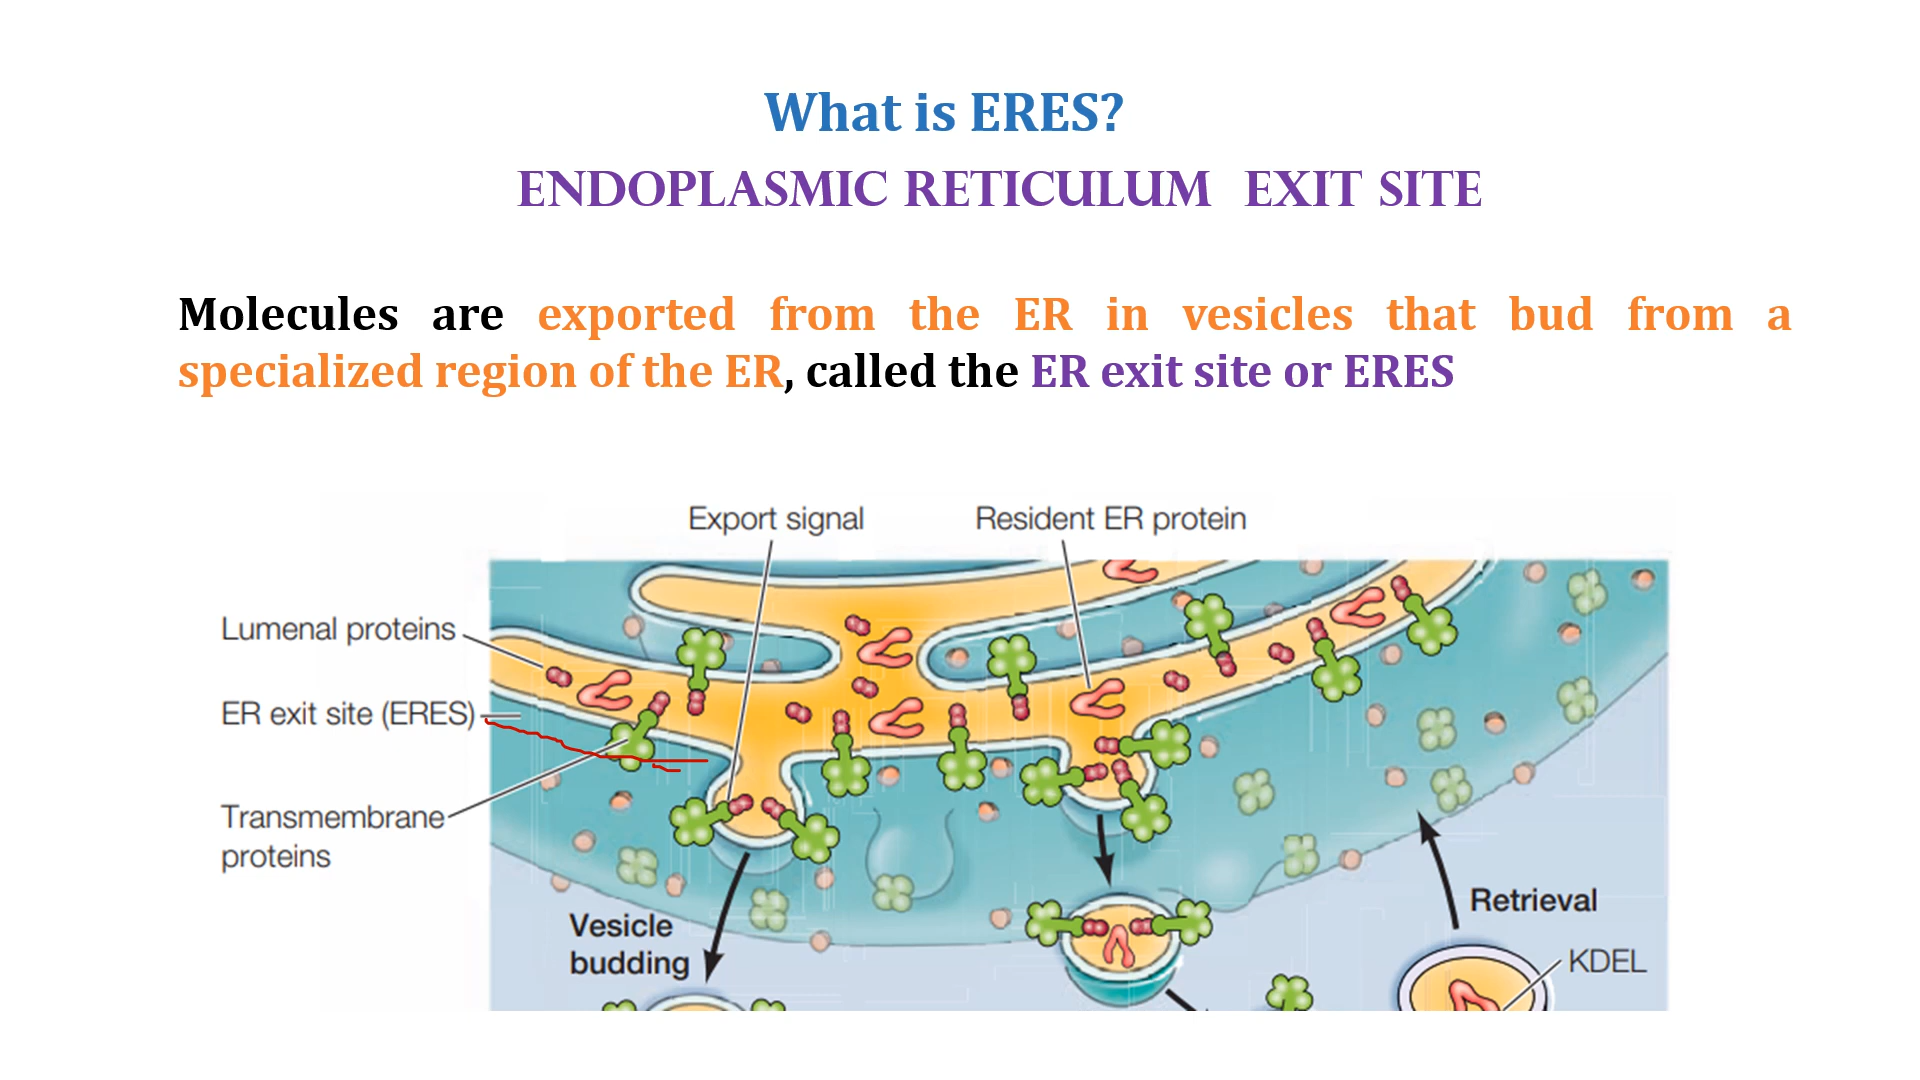 What is ERES?
ENDOPLASMIC RETICULUM EXIT SITE
Molecules are exported from the ER in vesicles that bud from a
specialized region of the ER, called the ER exit site or ERES
Export signal
Resident ER protein
Lumenal proteins
ER exit site (ERES)
Transmembrane
proteins
Vesicle
budding
Retrieval
KDEL